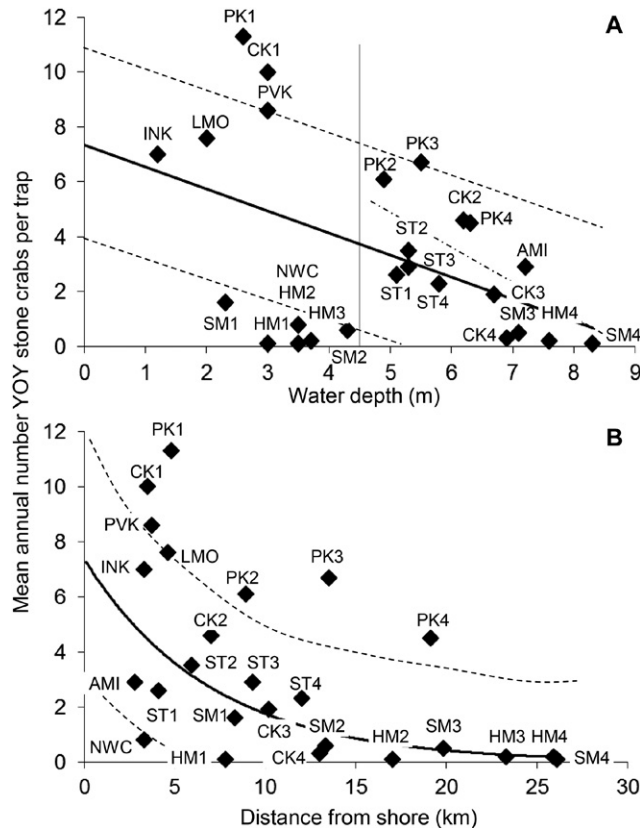 Mean annual number YOY stone crabs per trap
A
12
10
8
6
4
2
0
PK1
CK1
PVK
LMO
INK
PK3
PK2
CK2
PK4
ST2
AMI
NWC
ST3
HM2
ST1
ST4
CK3
SM1
HM1
HM3
SM3
HM4
SM2
CK4
SM4
0 1 2 3 4 5 6 7 8 9
Water depth (m)
B
12
10
8
6
4
2
0
PK1
CK1
PVK
LMO
INK
PK2
PK3
CK2
PK4
ST2
ST3
AMI
ST4
ST1
SM1
CK3
SM2
SM3
NWC
HM1
CK4
HM2
HM3
HM4
SM4
0 5 10 15 20 25 30
Distance from shore (km)